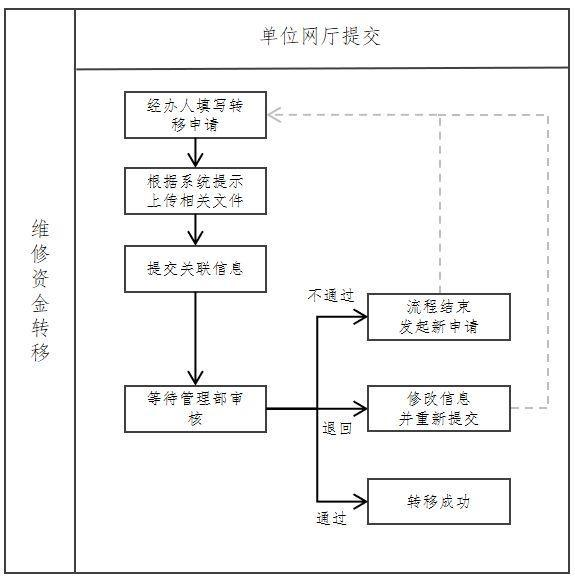 单位网厅提交
维修资金转移
经办人填写转
移申请
根据系统提示
上传相关文件
提交关联信息
等待管理部审
核
不通过
流程结束
发起新申请
退回
修改信息
并重新提交
通过
转移成功